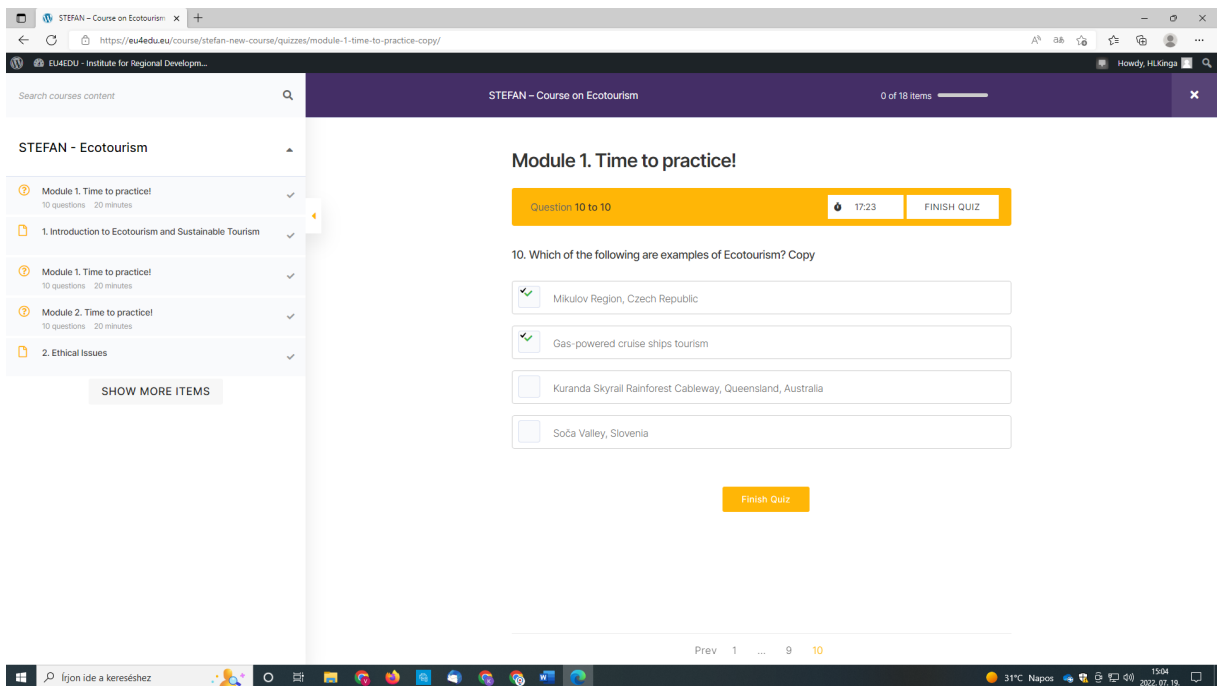 STEFAN – Course on Ecotourism
https://eu4edu.eu/course/stefan-new-course/quizzes/module-1-time-to-practice-copy/
EU4EDU - Institute for Regional Developm...
Howdy, HLKinga
Search courses content
STEFAN – Course on Ecotourism
0 of 18 items
STEFAN - Ecotourism
Module 1. Time to practice!
10 questions 20 minutes
1. Introduction to Ecotourism and Sustainable Tourism
Module 1. Time to practice!
10 questions 20 minutes
Module 2. Time to practice!
10 questions 20 minutes
2. Ethical Issues
SHOW MORE ITEMS
Module 1. Time to practice!
Question 10 to 10
17:23
FINISH QUIZ
10. Which of the following are examples of Ecotourism? Copy
Mikulov Region, Czech Republic
Gas-powered cruise ships tourism
Kuranda Skyrail Rainforest Cableway, Queensland, Australia
Soča Valley, Slovenia
Finish Quiz
Prev 1 ... 9 10
Írjon ide a kereséshez
31°C Napos
15:04
2022. 07. 19.